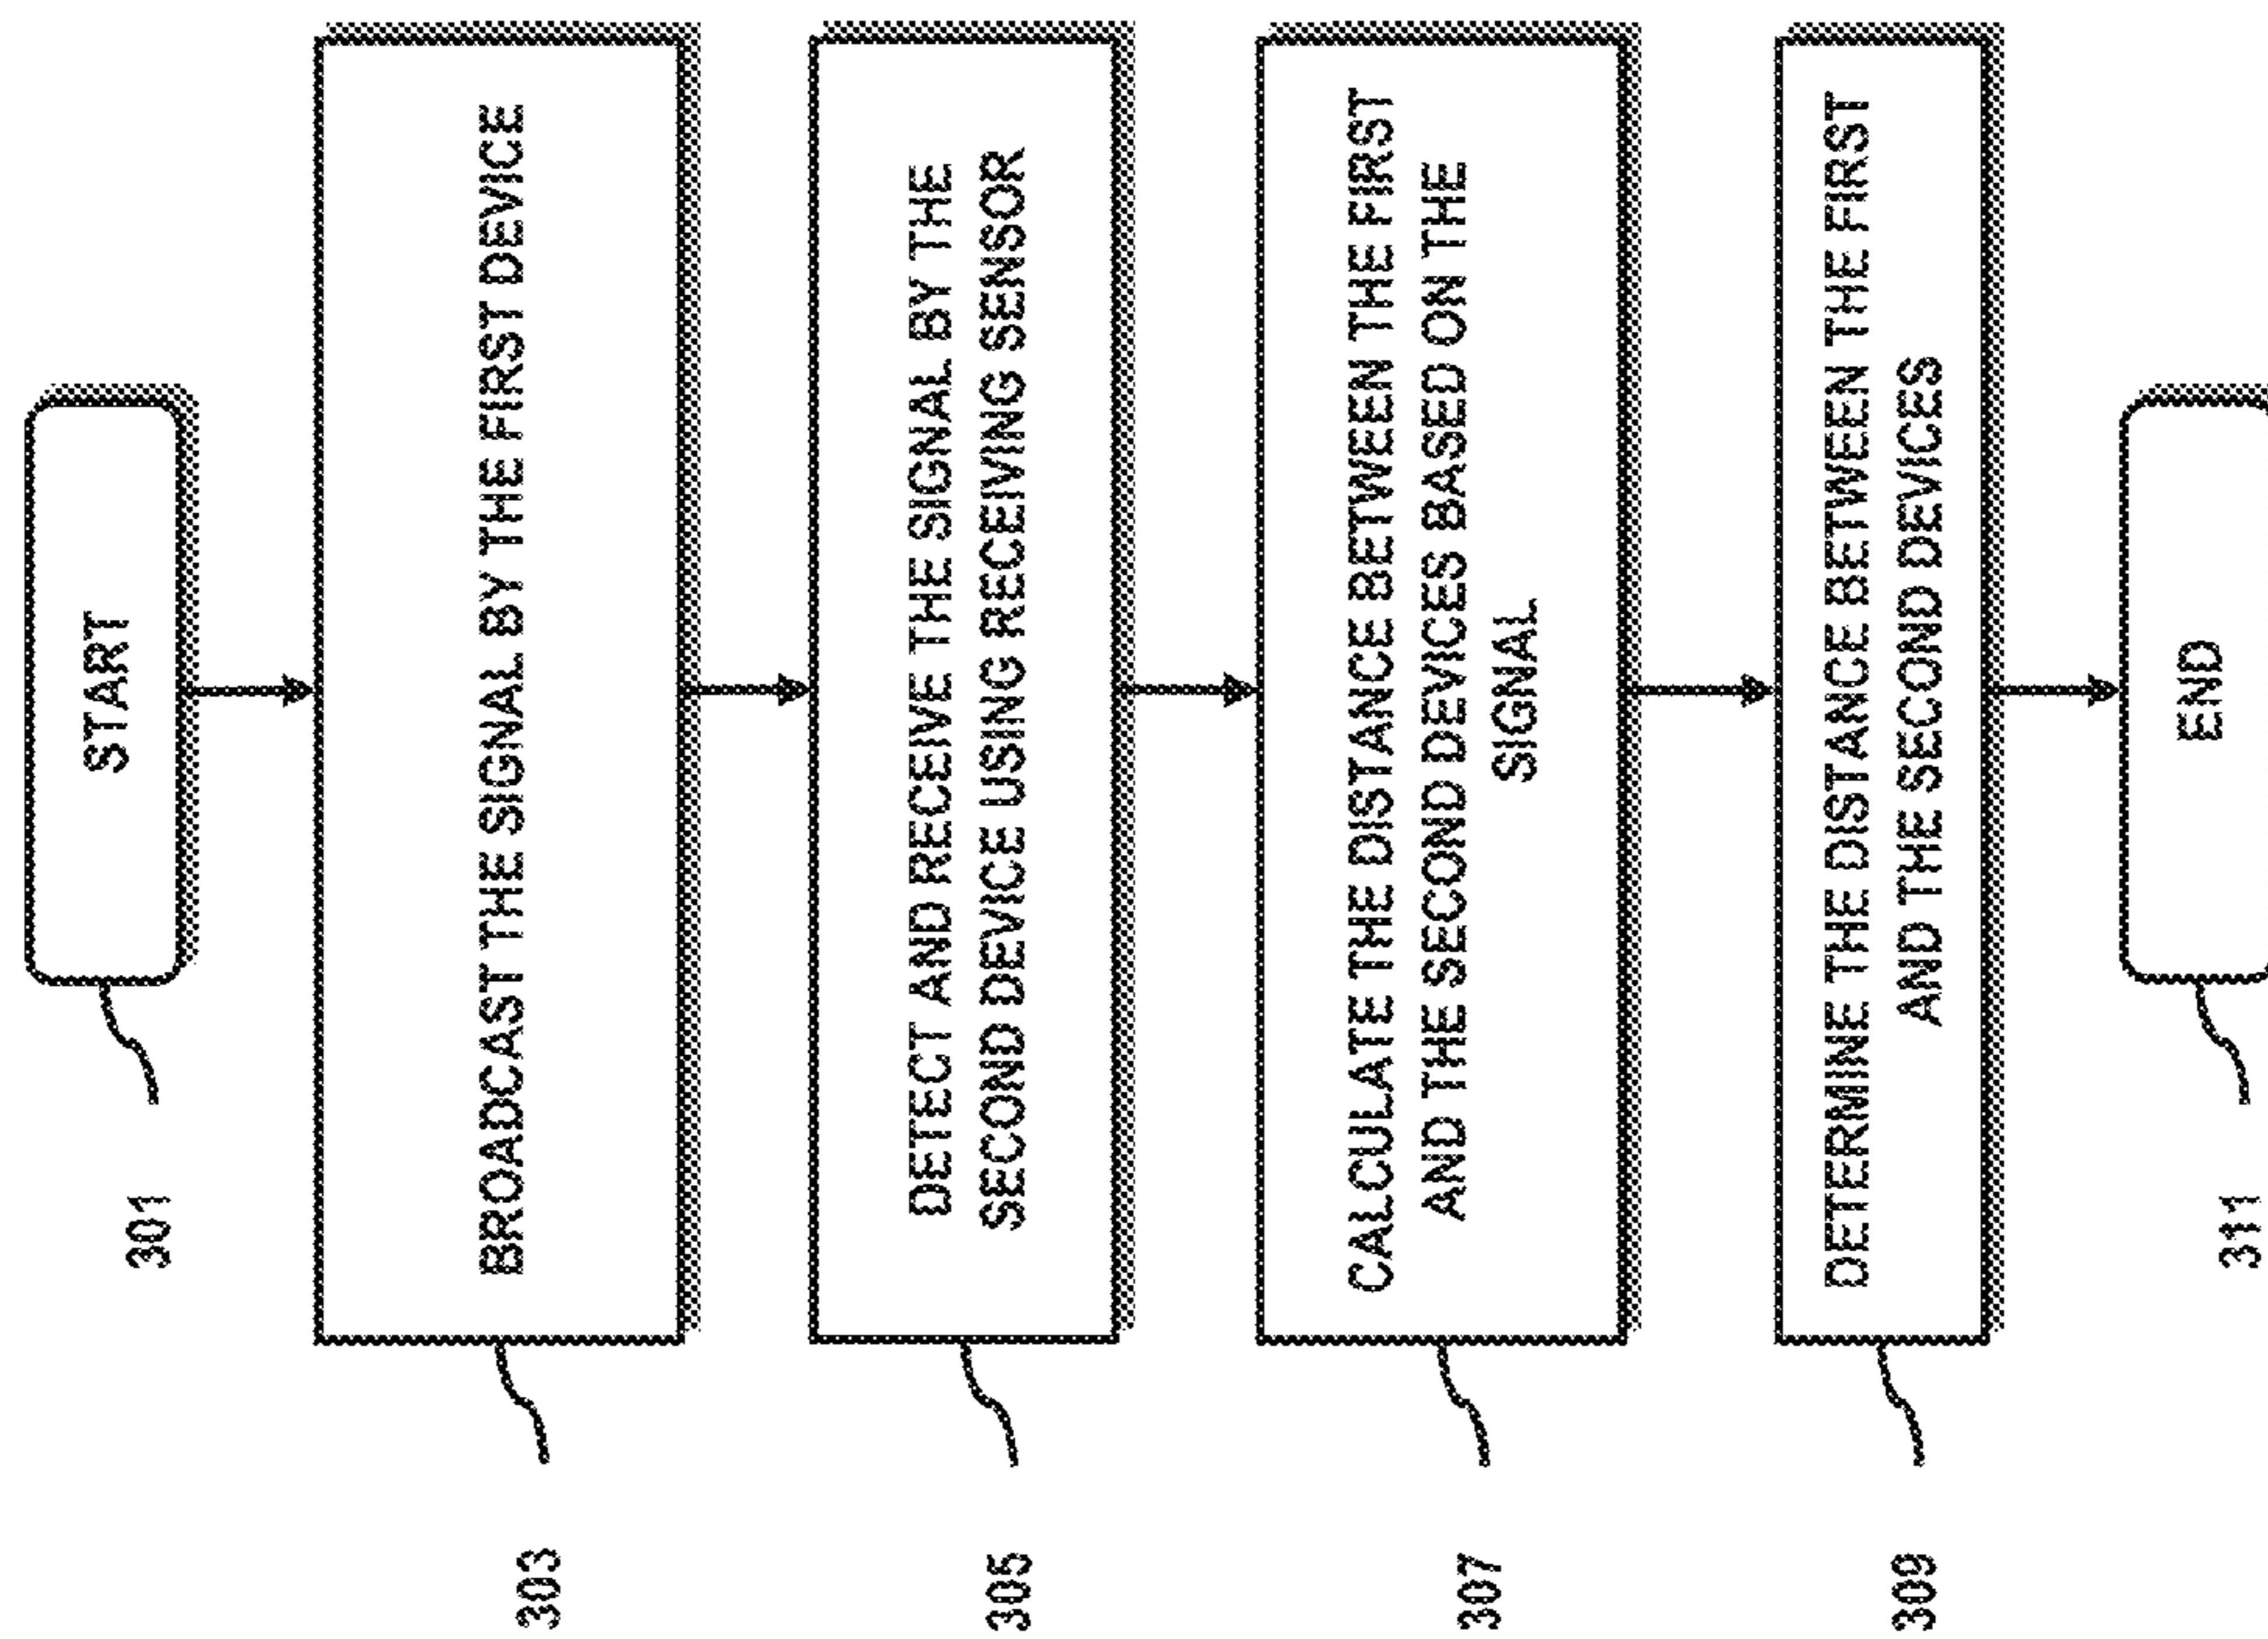 START
301
BROADCAST THE SIGNAL BY THE FIRST DEVICE
303
DETECT AND RECEIVE THE SIGNAL BY THE
SECOND DEVICE USING RECEIVING SENSOR
305
CALCULATE THE DISTANCE BETWEEN THE FIRST
AND THE SECOND DEVICES BASED ON THE
SIGNAL
307
DETERMINE THE DISTANCE BETWEEN THE FIRST
AND THE SECOND DEVICES
309
END
311